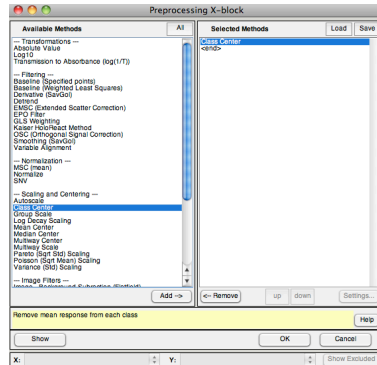 Preprocessing X-block
Available Methods
All
Selected Methods
Load
Save
--- Transformations ---
Absolute Value
Log10
Transmission to Absorbance (log(1/T))
--- Filtering ---
Baseline (Specified points)
Baseline (Weighted Least Squares)
Derivative (SavGol)
Detrend
EMSC (Extended Scatter Correction)
EPO Filter
GLS Weighting
Kaiser HoloReact Method
OSC (Orthogonal Signal Correction)
Smoothing (SavGol)
Variable Alignment
--- Normalization ---
MSC (mean)
Normalize
SNV
--- Scaling and Centering ---
Autoscale
Class Center
Group Scale
Log Decay Scaling
Mean Center
Median Center
Multiway Center
Multiway Scale
Pareto (Sqrt Std) Scaling
Poisson (Sqrt Mean) Scaling
Variance (Std) Scaling
--- Image Filters ---
Image - Background Subtraction (Flatfield)
Class Center
<end>
Add -->
<-- Remove
up
down
Settings...
Remove mean response from each class
Help
Show
OK
Cancel
X:
Y:
Show Excluded